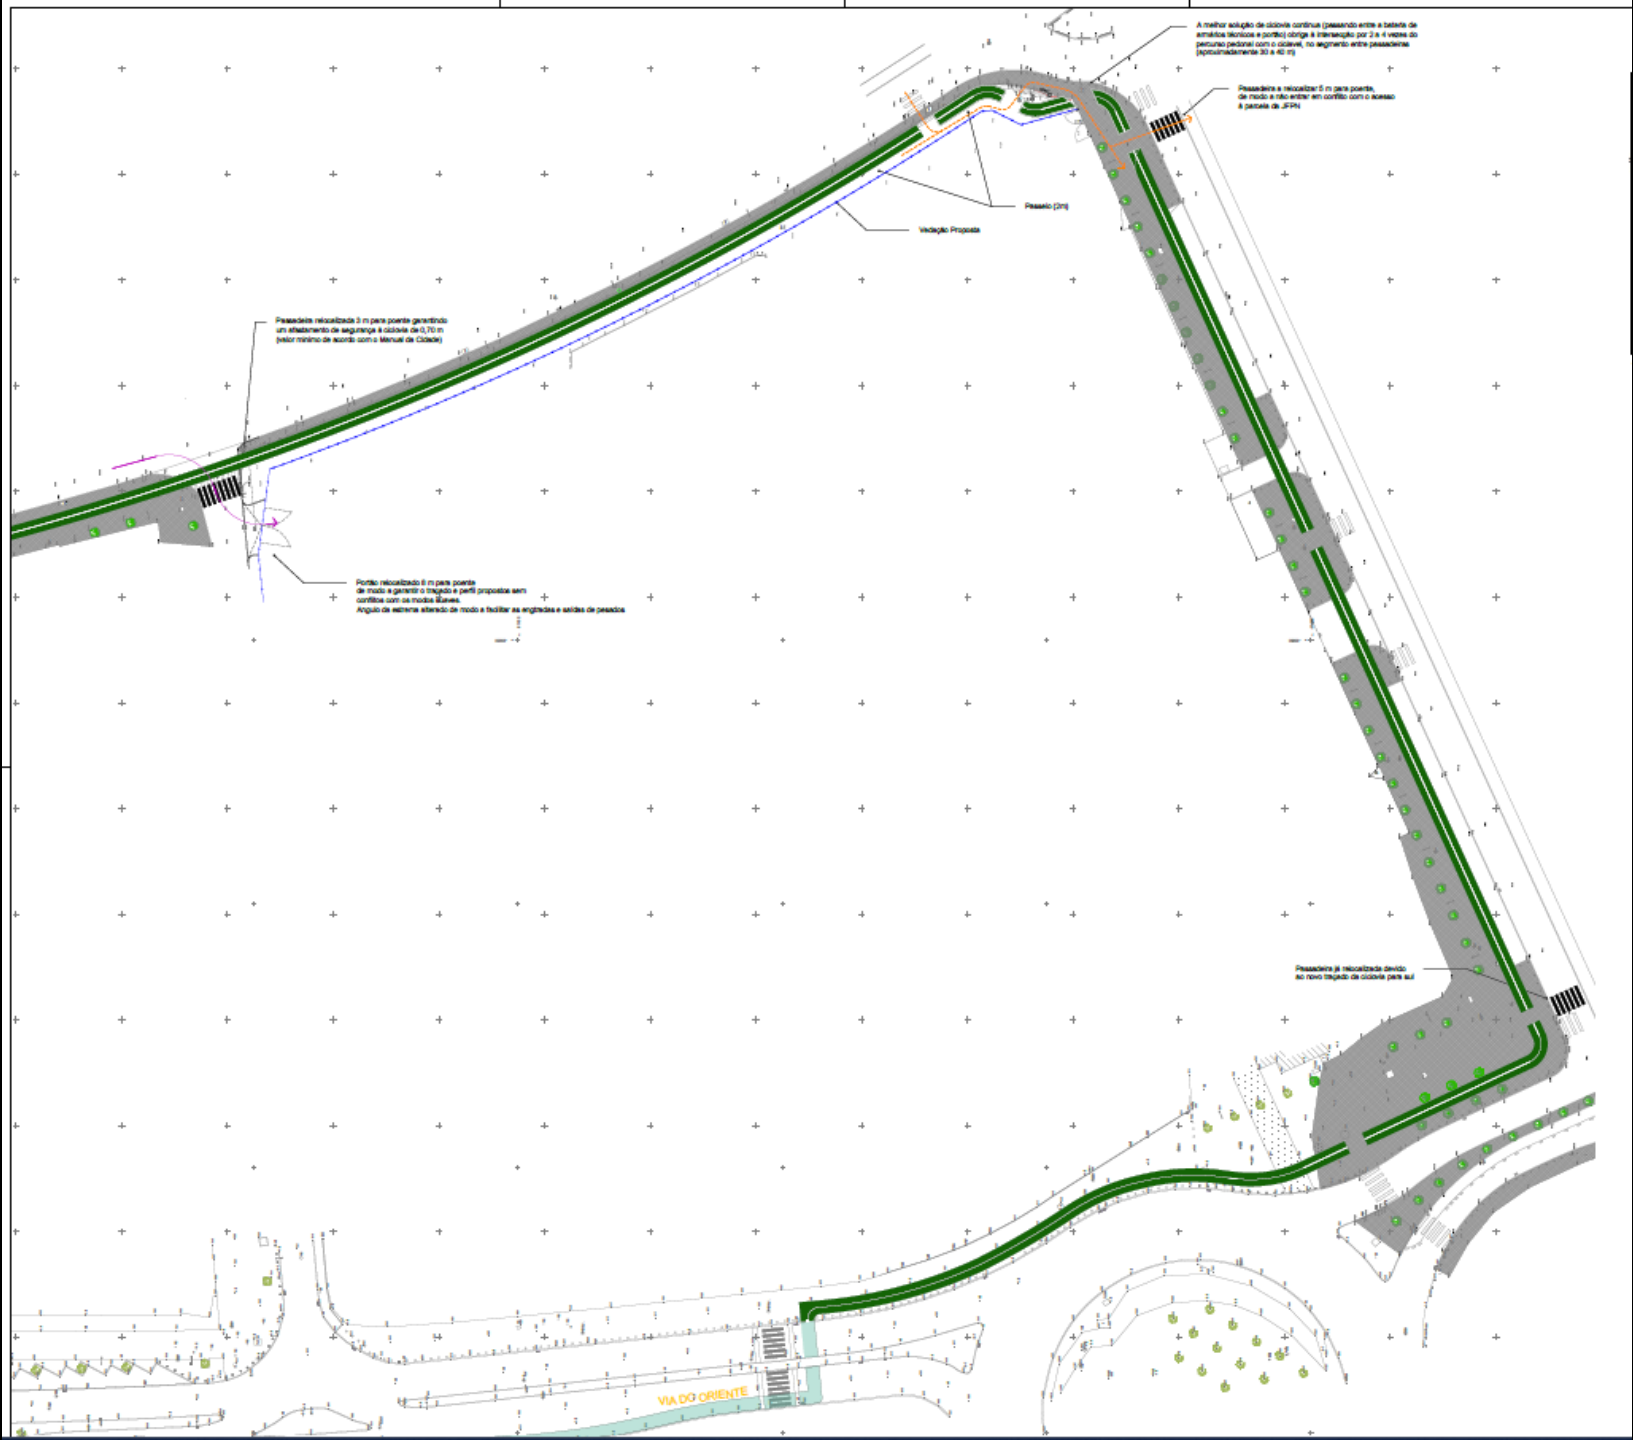 A melhor solução de ciclovia contínua (passando entre a bateria de
armários técnicos e portão) obriga à intersecção por 2 a 4 vezes do
percurso pedonal com o ciclavel, no segmento entre passadeiras
(aproximadamente 30 a 40 m)
Passadeira a relocalizar 5 m para poente,
de modo a não entrar em conflito com o acesso
à parcela da JFPN
Passeio (2m)
Vedação Proposta
Passadeira relocalizada 3 m para poente garantindo
um afastamento de segurança à ciclovia de 0,70 m
(valor mínimo de acordo com o Manual da Cidade)
Portão relocalizado 8 m para poente
de modo a garantir o traçado e perfil propostos sem
conflitos com os modos suaves.
Angulo da estrema alterado de modo a facilitar as engtradas e saídas de pesados
Passadeira já relocalizada devido
ao novo traçado da ciclovia para sul
VIA DO ORIENTE